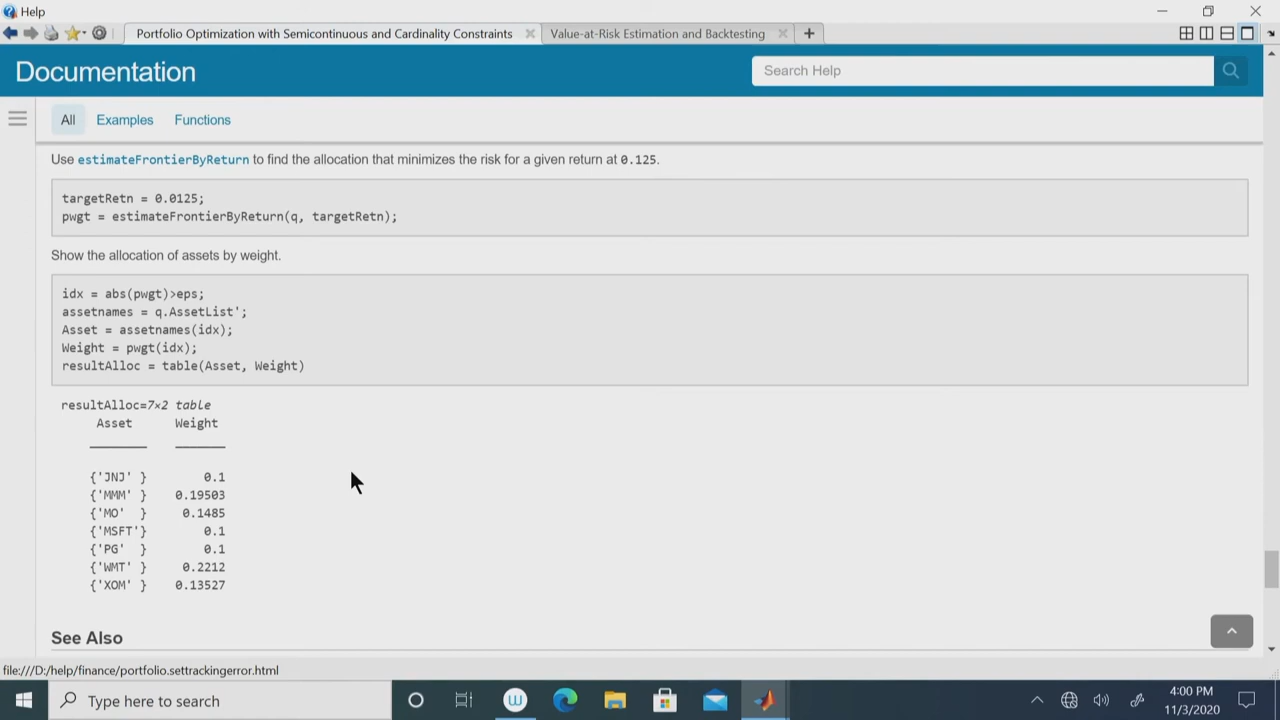 Help
Portfolio Optimization with Semicontinuous and Cardinality Constraints
Value-at-Risk Estimation and Backtesting
Documentation
Search Help
All
Examples
Functions
Use estimateFrontierByReturn to find the allocation that minimizes the risk for a given return at 0.125.
targetRetn = 0.0125;
pwgt = estimateFrontierByReturn(q, targetRetn);
Show the allocation of assets by weight.
idx = abs(pwgt)>eps;
assetnames = q.AssetList';
Asset = assetnames(idx);
Weight = pwgt(idx);
resultAlloc = table(Asset, Weight)
resultAlloc=7×2 table
Asset Weight
{'JNJ' } 0.1
{'MMM' } 0.19503
{'MO' } 0.1485
{'MSFT'} 0.1
{'PG' } 0.1
{'WMT' } 0.2212
{'XOM' } 0.13527
See Also
file:///D:/help/finance/portfolio.settrackingerror.html
Type here to search
4:00 PM
11/3/2020